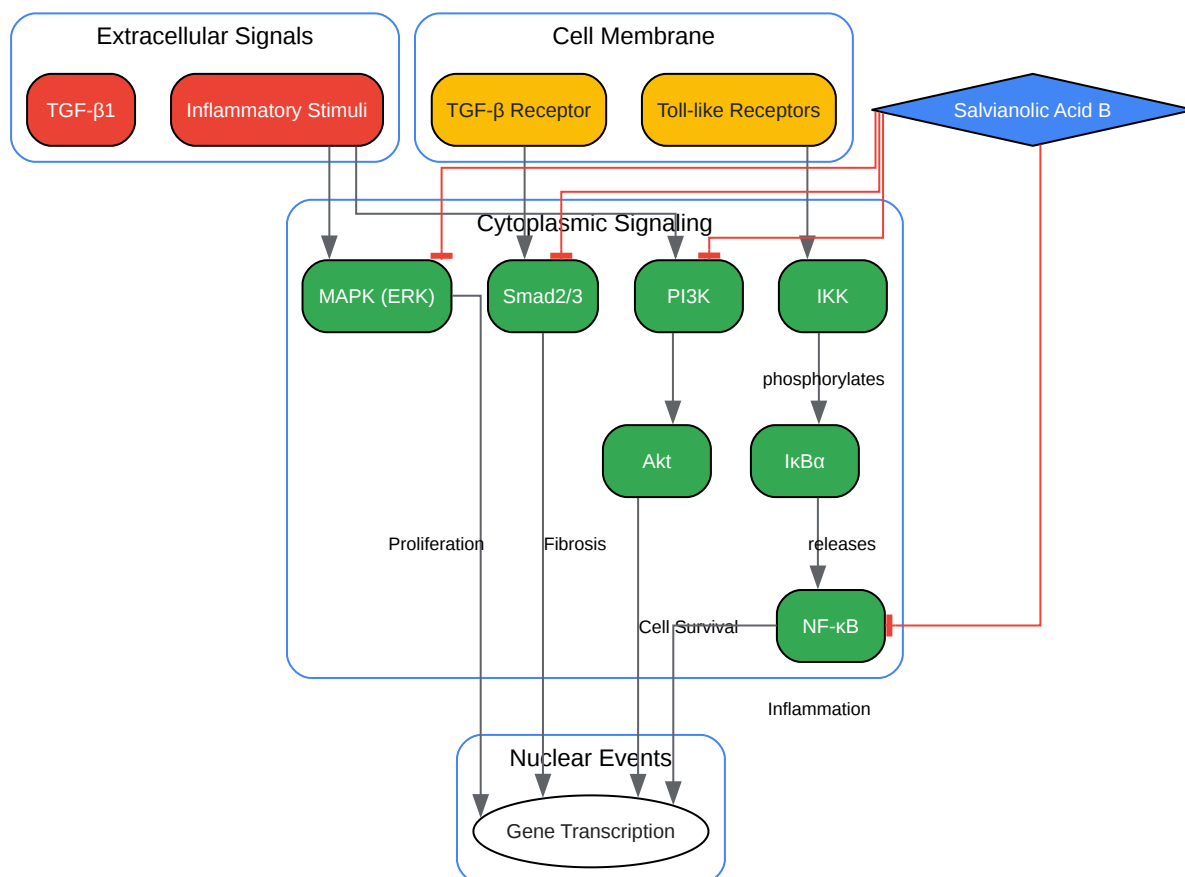 Extracellular Signals
Cell Membrane
TGF-β1
Inflammatory Stimuli
TGF-β Receptor
Toll-like Receptors
Salvianolic Acid B
Cytoplasmic Signaling
MAPK (ERK)
Smad2/3
PI3K
IKK
phosphorylates
Akt
IκBα
Proliferation
Fibrosis
releases
Cell Survival
NF-κB
Inflammation
Nuclear Events
Gene Transcription